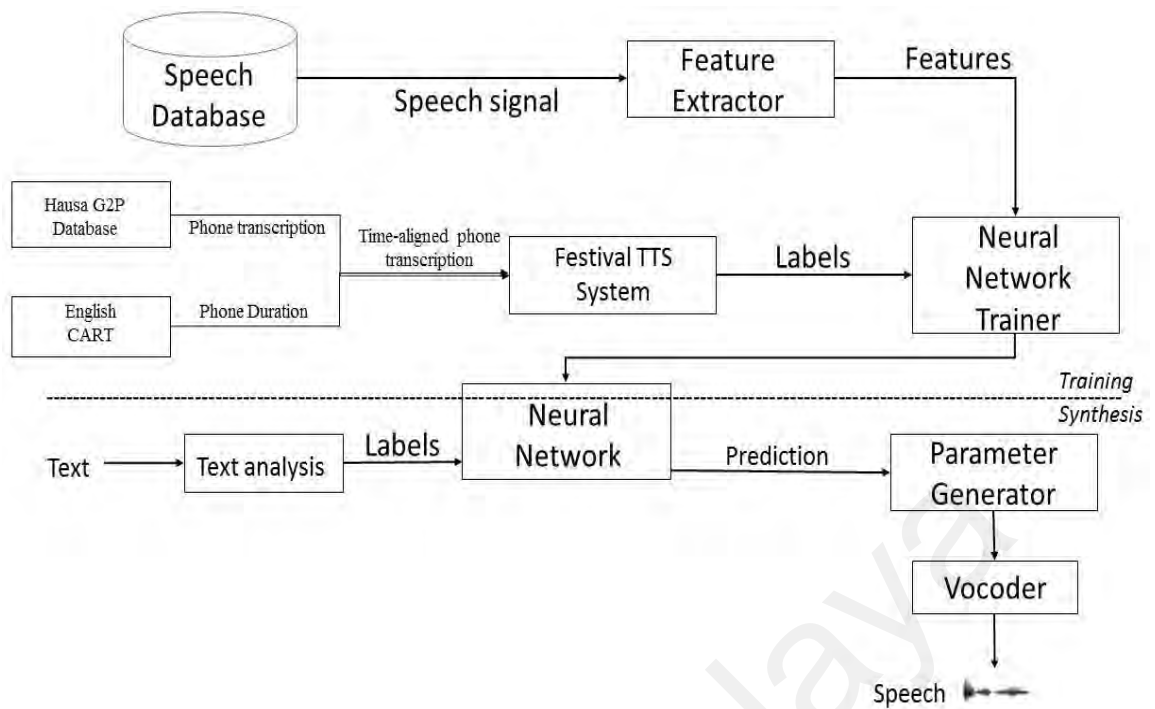 Speech
Database
Speech signal
Feature
Extractor
Features
Hausa G2P
Database
Phone transcription
English
CART
Phone Duration
Time-aligned phone
transcription
Festival TTS
System
Labels
Neural
Network
Trainer
Training
Synthesis
Text
Text analysis
Labels
Neural
Network
Prediction
Parameter
Generator
Vocoder
Speech
laya